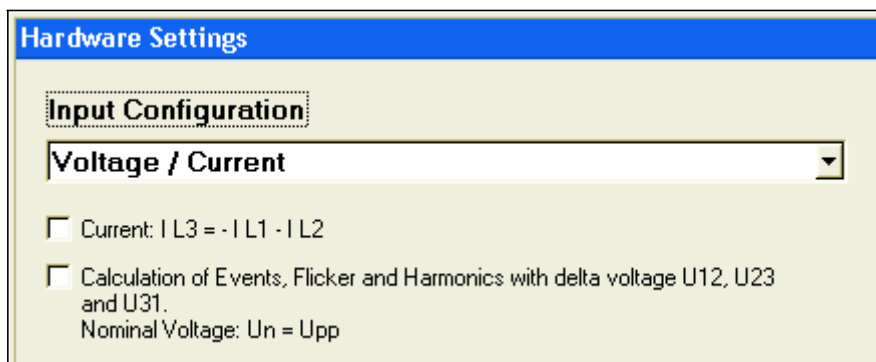 Hardware Settings
Input Configuration
Voltage / Current
Current: I L3 = - I L1 - I L2
Calculation of Events, Flicker and Harmonics with delta voltage U12, U23
and U31.
Nominal Voltage: Un = Upp